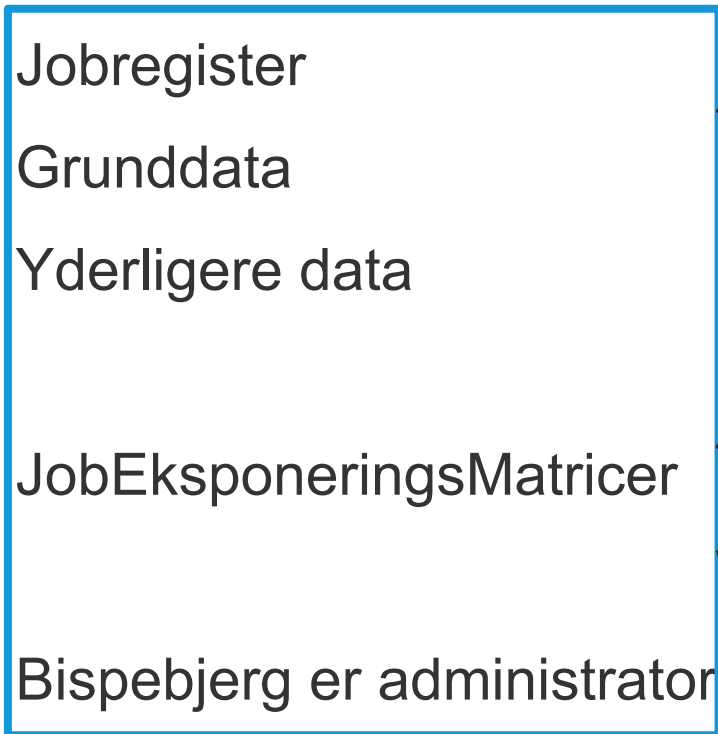 Jobregister
Grunddata
Yderligere data
JobEksponeringsMatricer
Bispebjerg er administrator